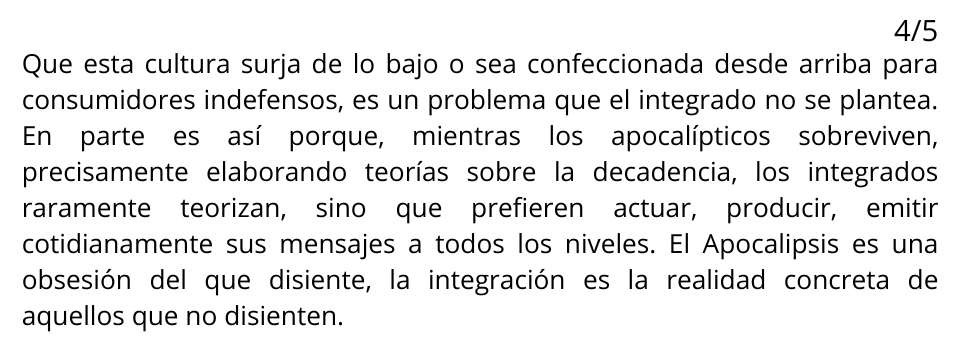 4/5
Que esta cultura surja de lo bajo o sea confeccionada desde arriba para
consumidores indefensos, es un problema que el integrado no se plantea.
En parte es así porque, mientras los apocalípticos sobreviven,
precisamente elaborando teorías sobre la decadencia, los integrados
raramente teorizan, sino que prefieren actuar, producir, emitir
cotidianamente sus mensajes a todos los niveles. El Apocalipsis es una
obsesión del que disiente, la integración es la realidad concreta de
aquellos que no disienten.